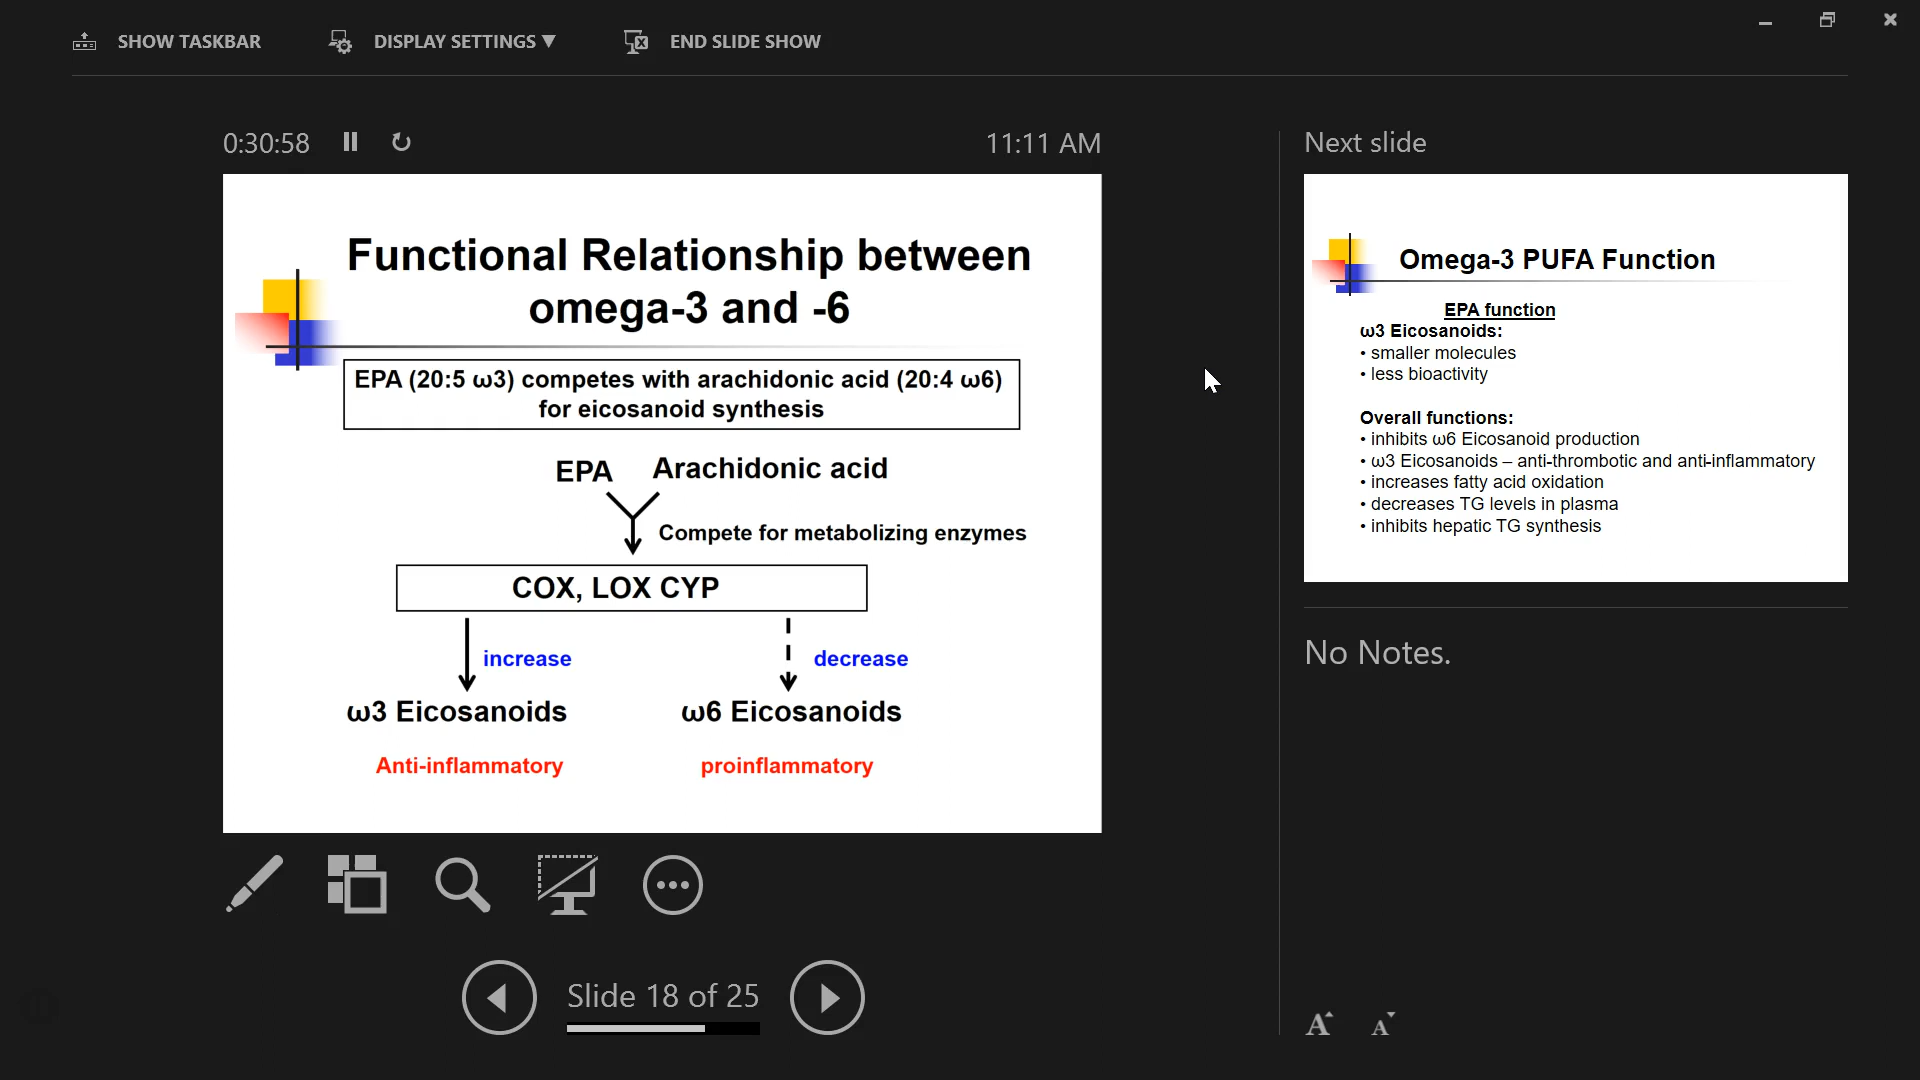 SHOW TASKBAR
DISPLAY SETTINGS ▼
END SLIDE SHOW
0:30:58
11:11 AM
Functional Relationship between
omega-3 and -6
EPA (20:5 ω3) competes with arachidonic acid (20:4 ω6)
for eicosanoid synthesis
EPA Arachidonic acid
Compete for metabolizing enzymes
COX, LOX CYP
increase decrease
ω3 Eicosanoids ω6 Eicosanoids
Anti-inflammatory proinflammatory
Slide 18 of 25
Next slide
Omega-3 PUFA Function
EPA function
ω3 Eicosanoids:
• smaller molecules
• less bioactivity
Overall functions:
• inhibits ω6 Eicosanoid production
• ω3 Eicosanoids – anti-thrombotic and anti-inflammatory
• increases fatty acid oxidation
• decreases TG levels in plasma
• inhibits hepatic TG synthesis
No Notes.
A A